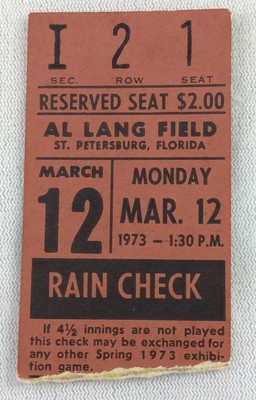 I 2 1
SEC. ROW SEAT
RESERVED SEAT $2.00
AL LANG FIELD
ST. PETERSBURG, FLORIDA
MARCH
12
MONDAY
MAR. 12
1973 — 1:30 P.M.
RAIN CHECK
If 4½ innings are not played
this check may be exchanged for
any other Spring 1973 exhibi-
tion game.